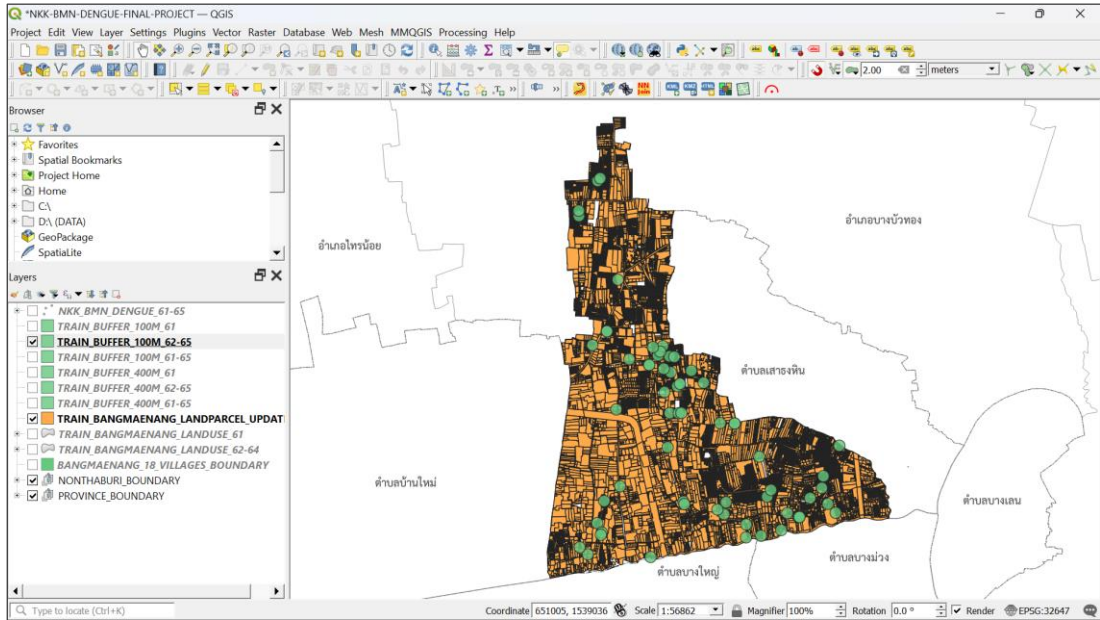 *NKK-BMN-DENGUE-FINAL-PROJECT — QGIS
Project Edit View Layer Settings Plugins Vector Raster Database Web Mesh MMQGIS Processing Help
2.00 meters
Browser
Favorites
Spatial Bookmarks
Project Home
Home
C:\
D:\ (DATA)
GeoPackage
SpatiaLite
Layers
NKK_BMN_DENGUE_61-65
TRAIN_BUFFER_100M_61
TRAIN_BUFFER_100M_62-65
TRAIN_BUFFER_100M_61-65
TRAIN_BUFFER_400M_61
TRAIN_BUFFER_400M_62-65
TRAIN_BUFFER_400M_61-65
TRAIN_BANGMAENANG_LANDPARCEL_UPDAT
TRAIN_BANGMAENANG_LANDUSE_61
TRAIN_BANGMAENANG_LANDUSE_62-64
BANGMAENANG_18_VILLAGES_BOUNDARY
NONTHABURI_BOUNDARY
PROVINCE_BOUNDARY
อำเภอไทรน้อย
อำเภอบางบัวทอง
ตำบลเสาธงหิน
ตำบลบ้านใหม่
ตำบลบางเลน
ตำบลบางม่วง
ตำบลบางใหญ่
Type to locate (Ctrl+K)
Coordinate 651005, 1539036 Scale 1:56862 Magnifier 100% Rotation 0.0 ° Render EPSG:32647